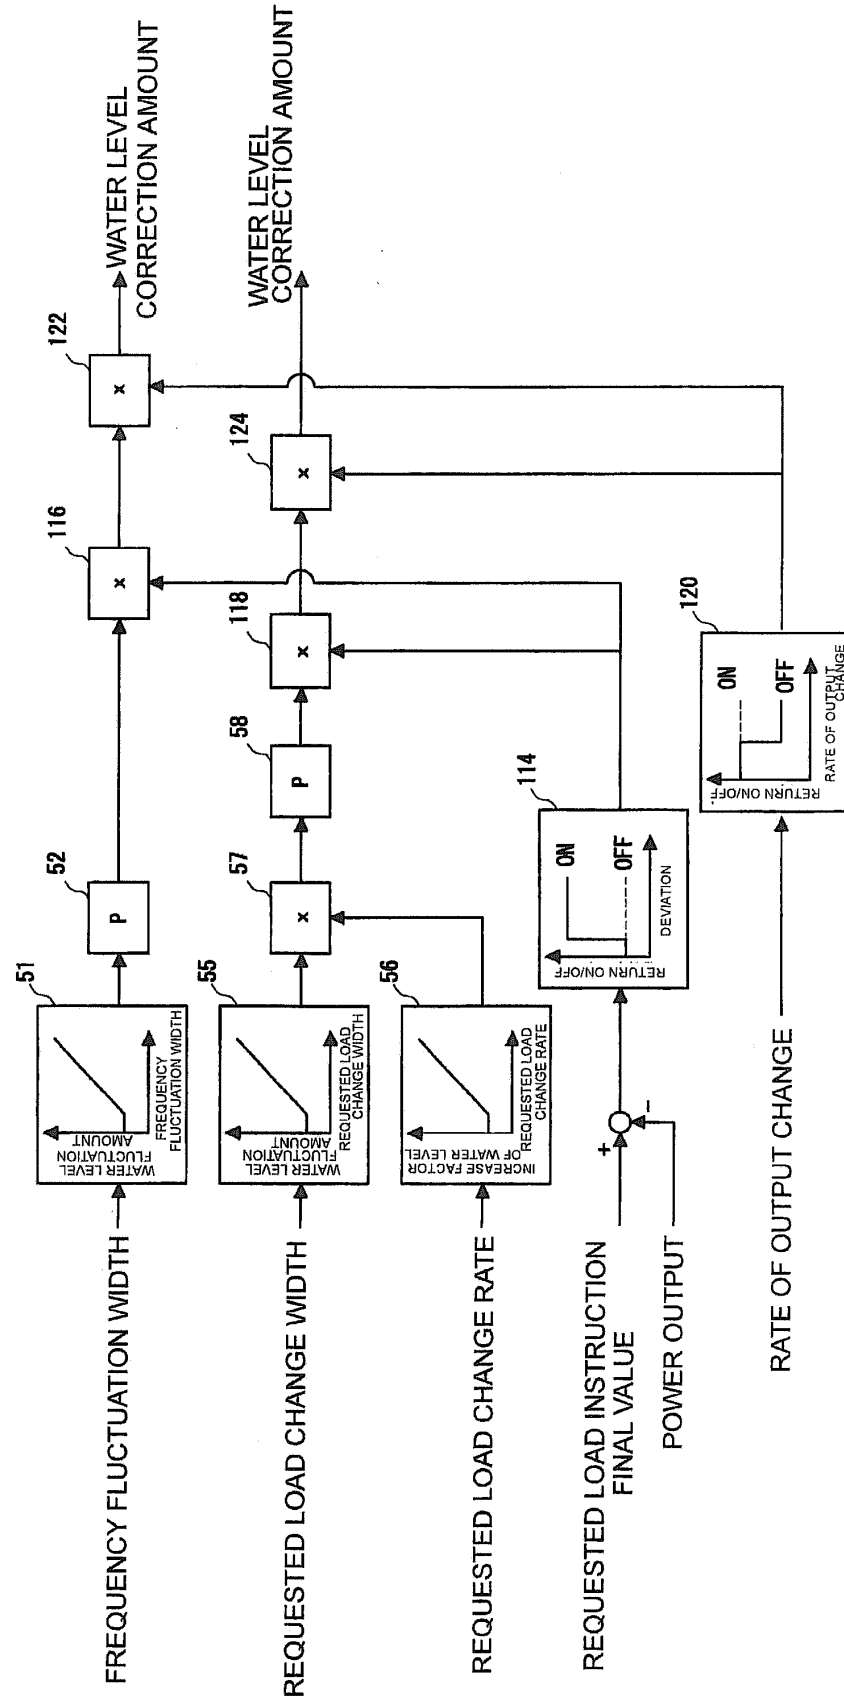 FREQUENCY FLUCTUATION WIDTH
51
WATER LEVEL
FLUCTUATION
AMOUNT
FREQUENCY
FLUCTUATION WIDTH
52
P
116
x
122
x
WATER LEVEL
CORRECTION AMOUNT
REQUESTED LOAD CHANGE WIDTH
55
WATER LEVEL
FLUCTUATION
AMOUNT
REQUESTED LOAD
CHANGE WIDTH
57
x
58
P
118
x
124
x
WATER LEVEL
CORRECTION AMOUNT
REQUESTED LOAD CHANGE RATE
56
INCREASE FACTOR
OF WATER LEVEL
REQUESTED LOAD
CHANGE RATE
REQUESTED LOAD INSTRUCTION
FINAL VALUE
+
−
POWER OUTPUT
114
RETURN ON/OFF
ON
OFF
DEVIATION
RATE OF OUTPUT CHANGE
120
RETURN ON/OFF
ON
OFF
RATE OF OUTPUT
CHANGE